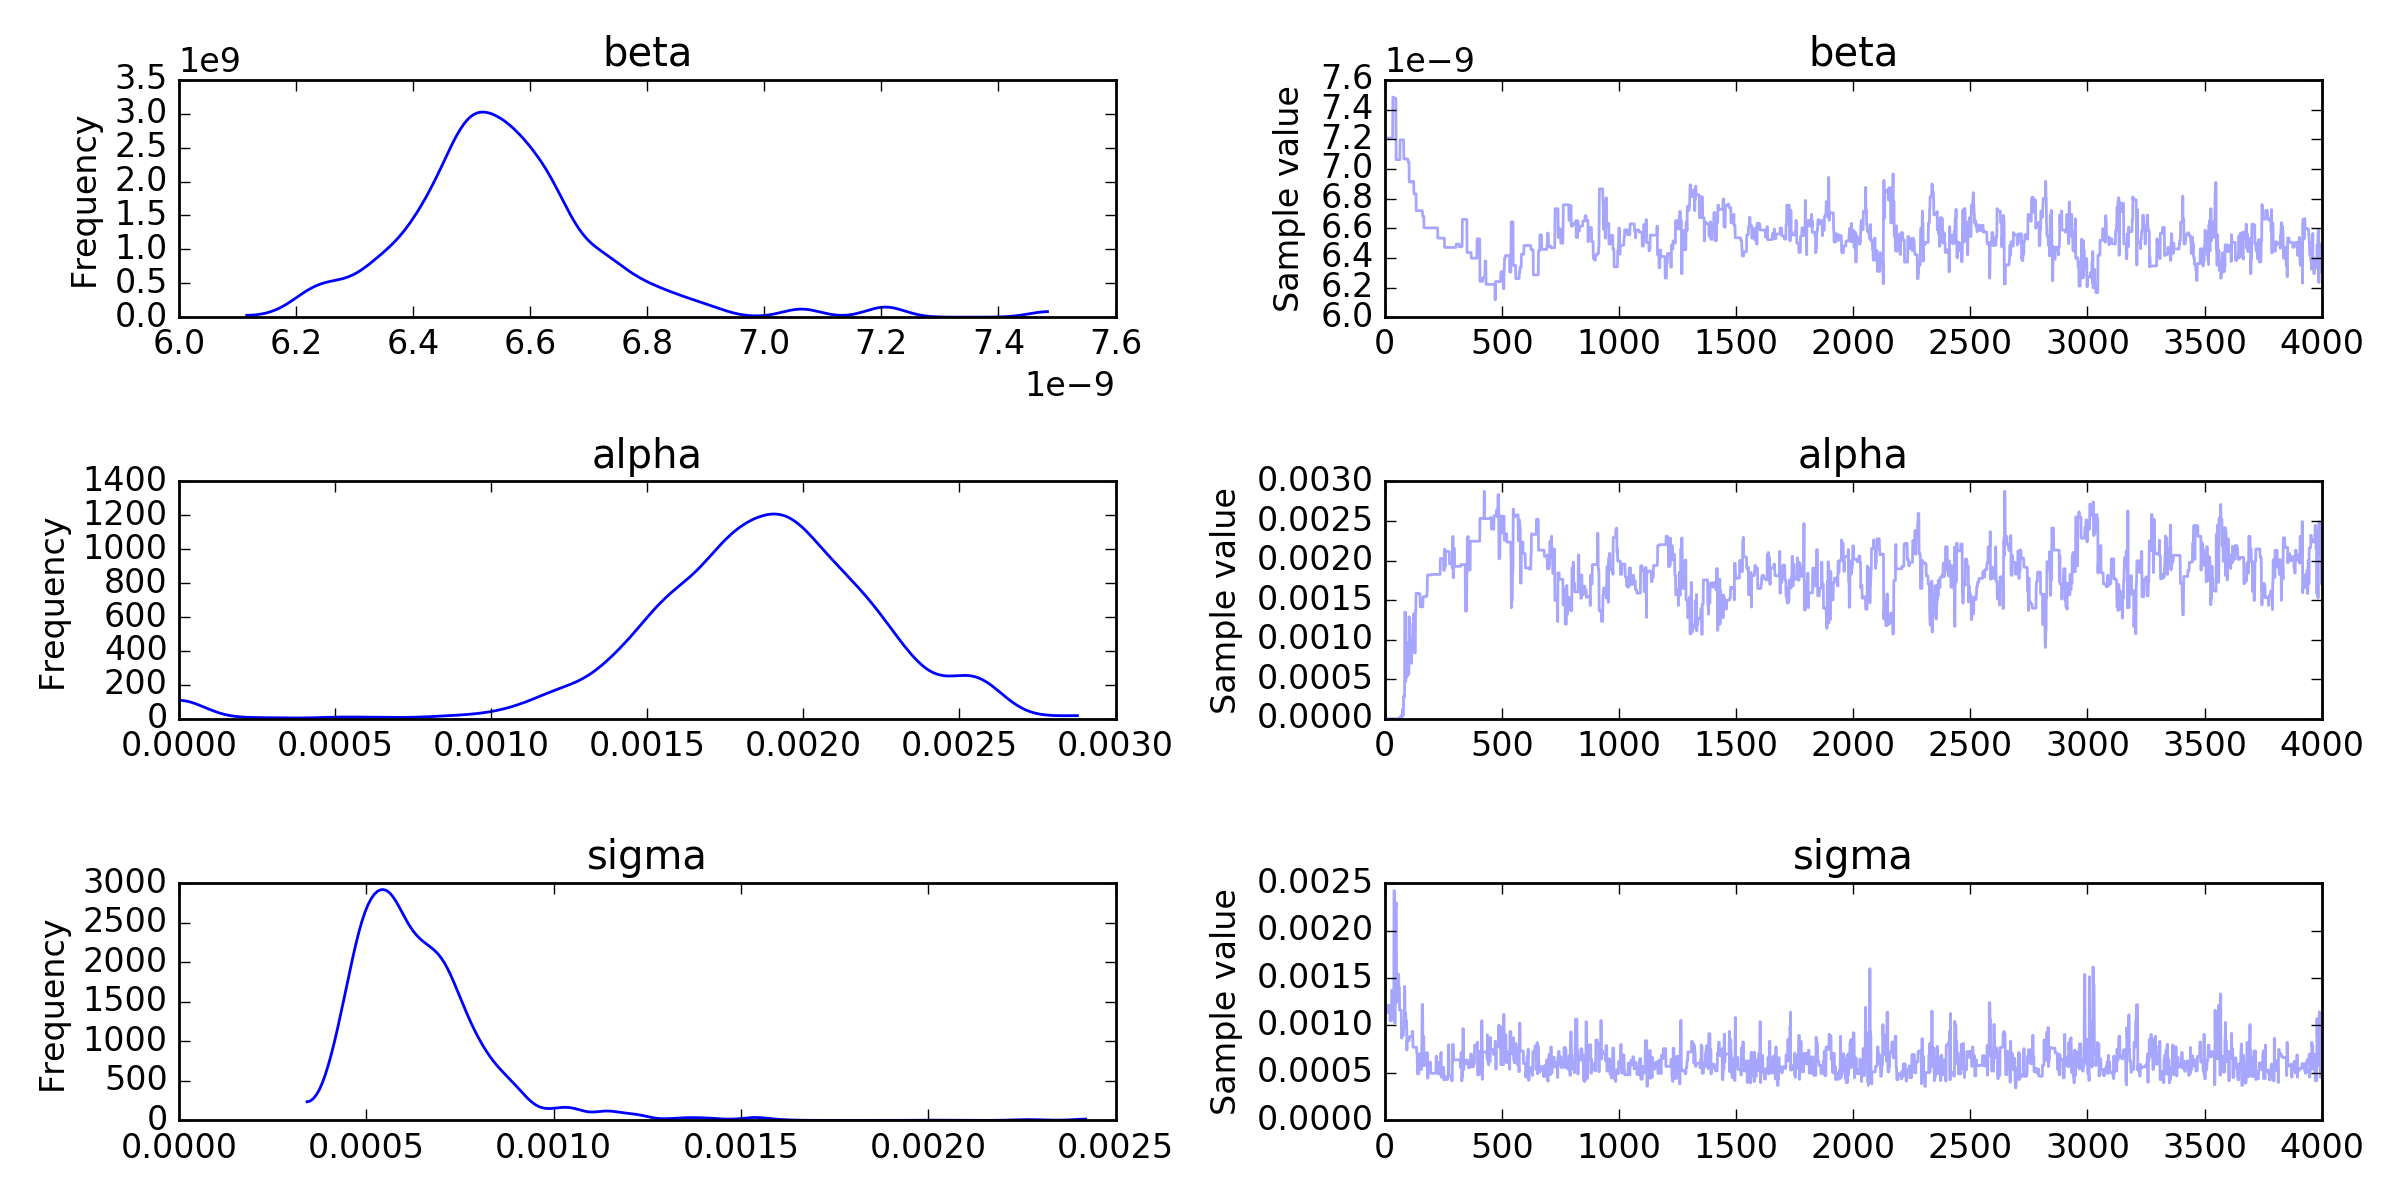 beta
1e9
3.5
3.0
2.5
2.0
1.5
1.0
0.5
0.0
Frequency
6.0 6.2 6.4 6.6 6.8 7.0 7.2 7.4 7.6
1e−9
beta
1e−9
7.6
7.4
7.2
7.0
6.8
6.6
6.4
6.2
6.0
Sample value
0 500 1000 1500 2000 2500 3000 3500 4000
alpha
1400
1200
1000
800
600
400
200
0
Frequency
0.0000 0.0005 0.0010 0.0015 0.0020 0.0025 0.0030
alpha
0.0030
0.0025
0.0020
0.0015
0.0010
0.0005
0.0000
Sample value
0 500 1000 1500 2000 2500 3000 3500 4000
sigma
3000
2500
2000
1500
1000
500
0
Frequency
0.0000 0.0005 0.0010 0.0015 0.0020 0.0025
sigma
0.0025
0.0020
0.0015
0.0010
0.0005
0.0000
Sample value
0 500 1000 1500 2000 2500 3000 3500 4000